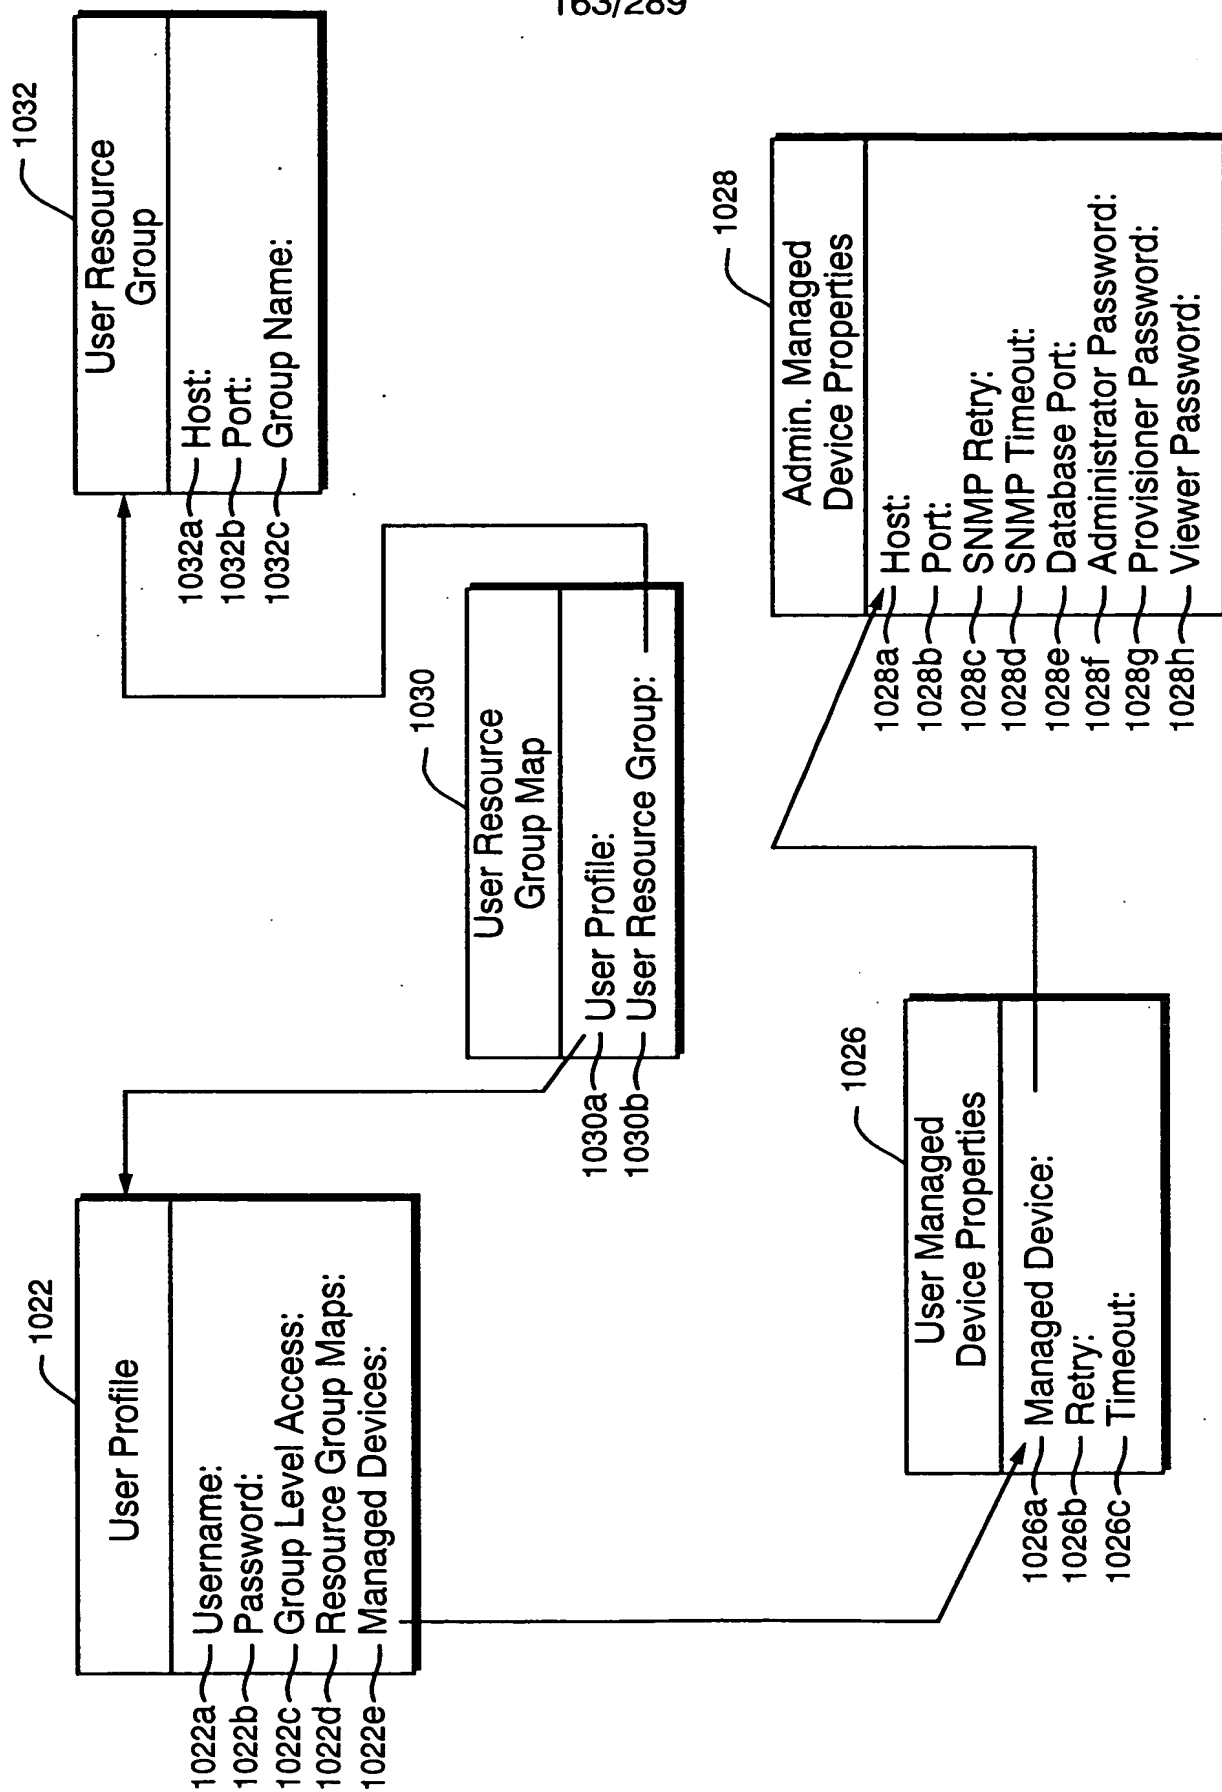 163/289
1022
User Profile
1022a Username:
1022b Password:
1022c Group Level Access:
1022d Resource Group Maps:
1022e Managed Devices:
1030
User Resource
Group Map
1030a User Profile:
1030b User Resource Group:
1032
User Resource
Group
1032a Host:
1032b Port:
1032c Group Name:
1026
User Managed
Device Properties
1026a Managed Device:
1026b Retry:
1026c Timeout:
1028
Admin. Managed
Device Properties
1028a Host:
1028b Port:
1028c SNMP Retry:
1028d SNMP Timeout:
1028e Database Port:
1028f Administrator Password:
1028g Provisioner Password:
1028h Viewer Password: